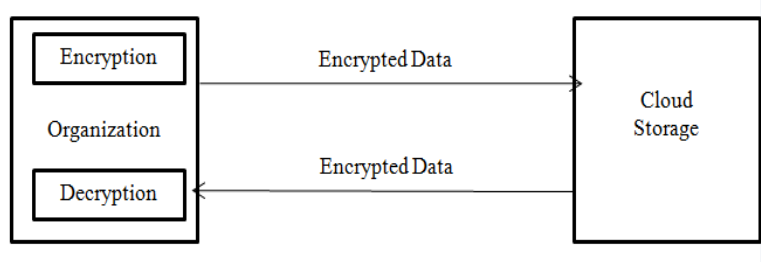 Encryption
Organization
Decryption
Encrypted Data
Encrypted Data
Cloud
Storage